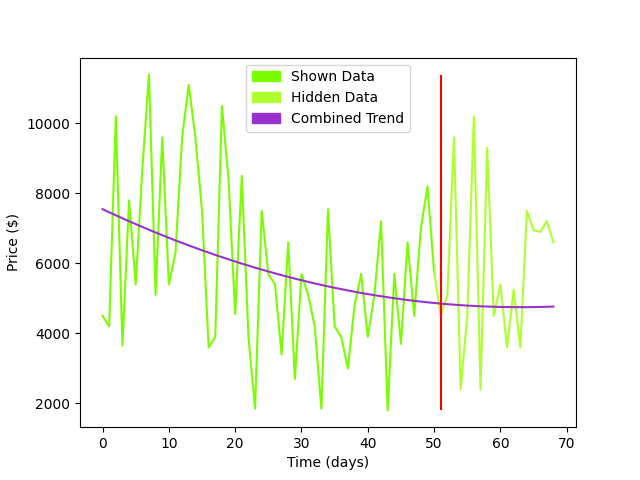 Shown Data
Hidden Data
Combined Trend
10000
8000
6000
4000
2000
Price ($)
0 10 20 30 40 50 60 70
Time (days)